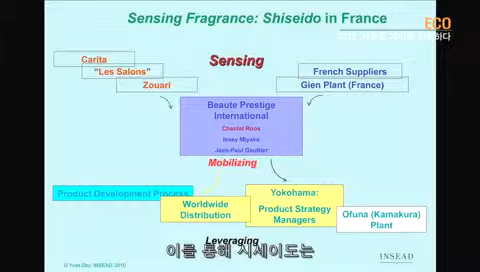 Sensing Fragrance: Shiseido in France
ECO
Carita
"Les Salons"
Zouari
Sensing
French Suppliers
Gien Plant (France)
Beaute Prestige
International
Chantal Roos
Issey Miyake
Jean-Paul Gaultier
Mobilizing
Product Development Process
Worldwide
Distribution
Yokohama:
Product Strategy
Managers
Ofuna (Kamakura)
Plant
Leveraging
이를 통해 시세이도는
© Yves Doz, INSEAD, 2010
INSEAD